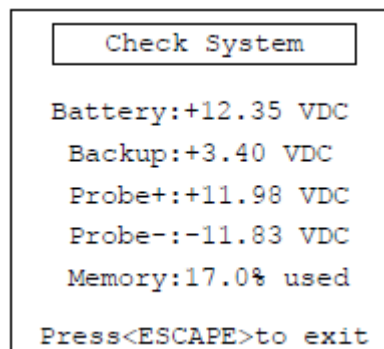 Check System
Battery:+12.35 VDC
Backup:+3.40 VDC
Probe+:+11.98 VDC
Probe-:-11.83 VDC
Memory:17.0% used
Press<ESCAPE>to exit